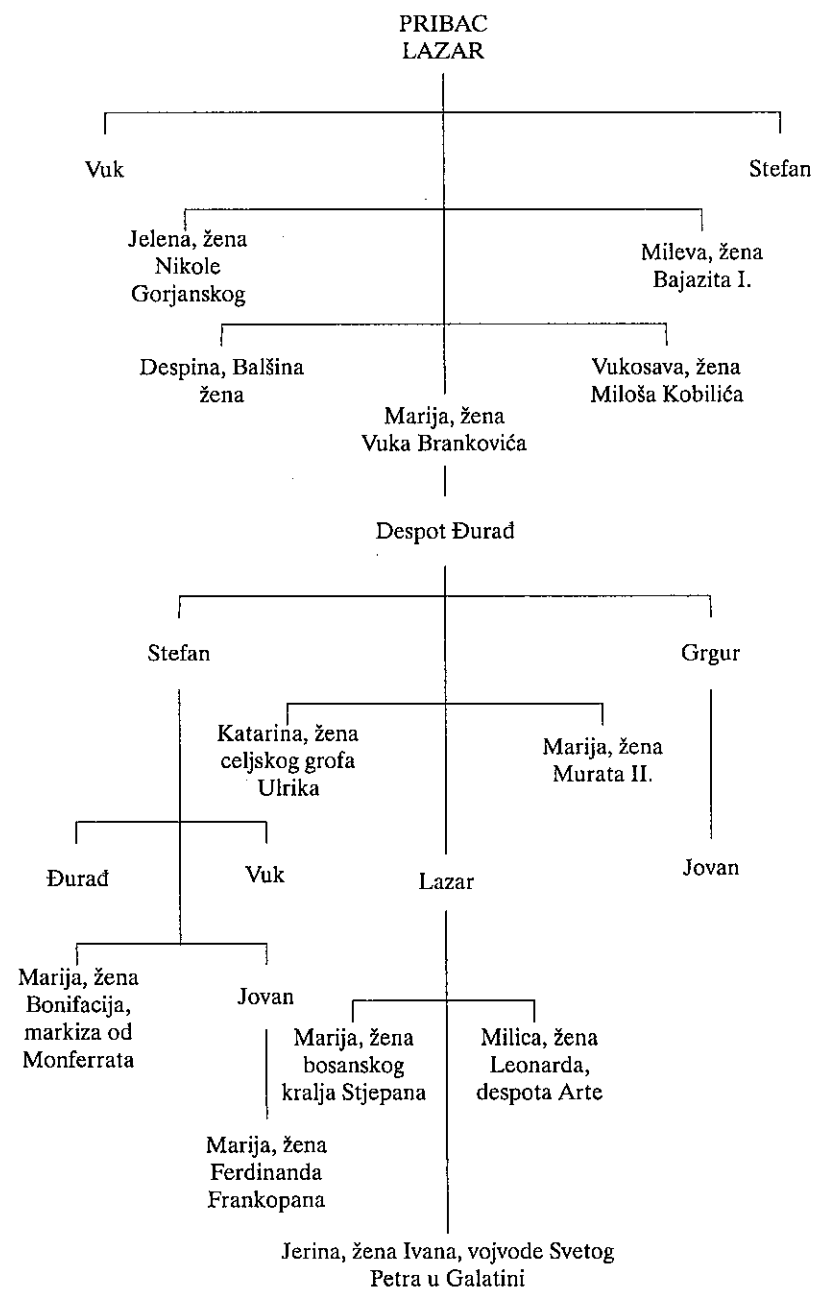 PRIBAC
LAZAR
Vuk
Stefan
Jelena, žena
Nikole
Gorjanskog
Mileva, žena
Bajazita I.
Despina, Balšina
žena
Vukosava, žena
Miloša Kobilića
Marija, žena
Vuka Brankovića
Despot Đurađ
Stefan
Grgur
Katarina, žena
celjskog grofa
Ulrika
Marija, žena
Murata II.
Đurađ
Vuk
Lazar
Jovan
Marija, žena
Bonifacija,
markiza od
Monferrata
Jovan
Marija, žena
bosanskog
kralja Stjepana
Milica, žena
Leonarda,
despota Arte
Marija, žena
Ferdinanda
Frankopana
Jerina, žena Ivana, vojvode Svetog
Petra u Galatini